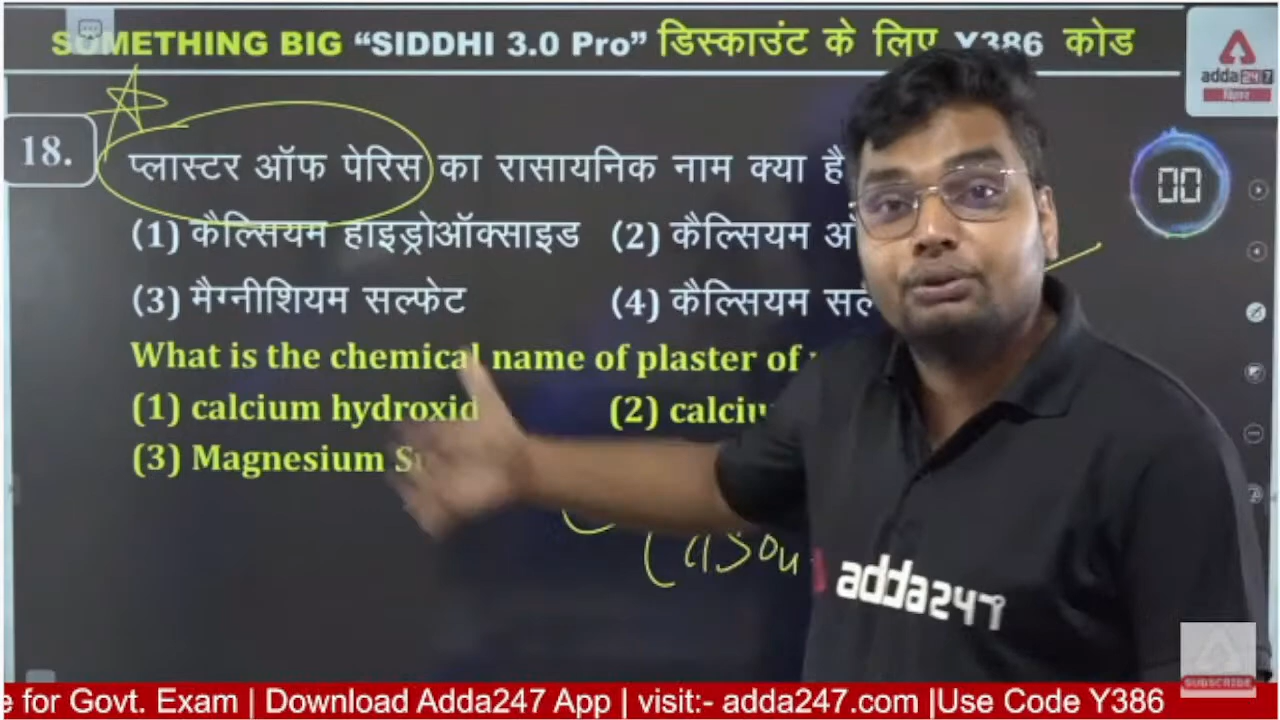 SOMETHING BIG “SIDDHI 3.0 Pro” डिस्काउंट के लिए Y386 कोड
adda247
बिहार
18.
प्लास्टर ऑफ पेरिस का रासायनिक नाम क्या है
00
(1) कैल्सियम हाइड्रोऑक्साइड (2) कैल्सियम
(3) मैग्नीशियम सल्फेट (4) कैल्सियम
What is the chemical name of plaster of
(1) calcium (2)
(3) Magnesium
adda247
SUBSCRIBE
for Govt. Exam | Download Adda247 App | visit:- adda247.com |Use Code Y386